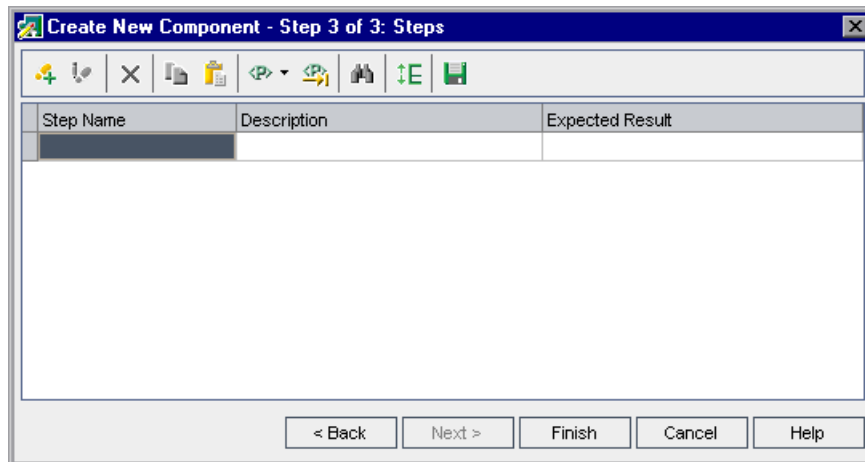 Create New Component - Step 3 of 3: Steps
<P> <P>
Step Name Description Expected Result
< Back Next > Finish Cancel Help